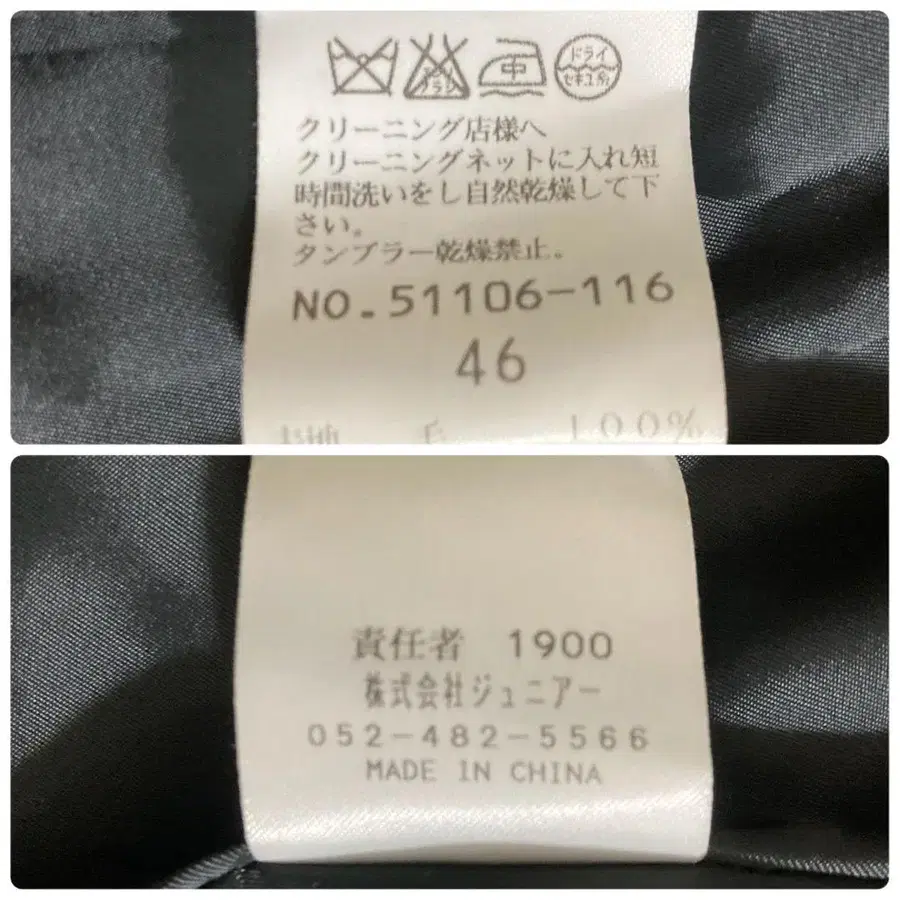 中
ドライ
セキユ系
クリーニング店様へ
クリーニングネットに入れ短
時間洗いをし自然乾燥して下
さい。
タンブラー乾燥禁止。
NO.51106-116
46
毛 100%
責任者 1900
株式会社ジュニアー
052-482-5566
MADE IN CHINA